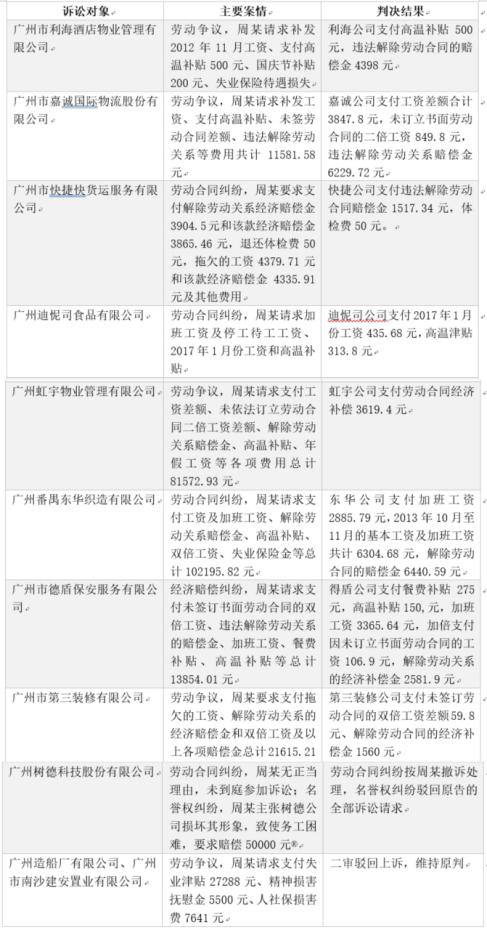 诉讼对象 主要案情 判决结果
广州市利海酒店物业管理有限公司
劳动争议，周某请求补发
2012 年 11 月工资、支付高
温补贴 500 元、国庆节补贴
200 元、失业保险待遇损失
利海公司支付高温补贴 500
元，违法解除劳动合同的赔
偿金 4398 元
广州市嘉诚国际物流股份有
限公司
劳动争议，周某请求补发工
资、支付高温补贴、未签劳
动合同差额、违法解除劳动
关系等费用共计 11581.58
元
嘉诚公司支付工资差额合计
3847.8 元，未订立书面劳动
合同的二倍工资 849.8 元，
违法解除劳动合同赔偿金
6229.72 元
广州市快捷快货运服务有限
公司
劳动合同纠纷，周某要求支
付解除劳动关系经济赔偿金
3904.5 元和该款经济赔偿金
3865.46 元，退还体检费 50
元，拖欠的工资 4379.71 元
和该款经济赔偿金 4335.91
元及其他费用
快捷公司支付违法解除劳动
合同赔偿金 1517.34 元，体
检费 50 元。
广州迪怩司食品有限公司
劳动合同纠纷，周某请求加
班工资及停工待工工资、
2017 年 1 月份工资和高温补
贴
迪怩司公司支付 2017 年 1 月
份工资 435.68 元，高温津贴
313.8 元
广州虹宇物业管理有限公司
劳动争议，周某请求支付工
资差额、未依法订立劳动合
同二倍工资差额、解除劳动
关系赔偿金、高温补贴、年
假工资等各项费用总计
81572.93 元
虹宇公司支付劳动合同经济
补偿 3619.4 元
广州番禺东华织造有限公司
劳动合同纠纷，周某请求支
付工资及加班工资、解除劳
动关系赔偿金、高温补贴、
双倍工资、失业保险金等总
计 102195.82 元
东华公司支付加班工资
2885.79 元，2013 年 10 月至
11 月的基本工资及加班工资
共计 6304.68 元，解除劳动
合同的赔偿金 6440.59 元
广州市德盾保安服务有限公
司
经济赔偿纠纷，周某请求支
付未签订书面劳动合同的双
倍工资、违法解除劳动关系
的赔偿金、加班工资、餐费
补贴、高温补贴等总计
13854.01 元
得盾公司支付餐费补贴 275
元，高温补贴 150,元，加班
工资 3365.64 元，加倍支付
因未订立书面劳动合同的工
资 106.9 元，解除劳动关系
的经济补偿金 2581.9 元
广州市第三装修有限公司
劳动争议，周某要求支付拖
欠的工资、解除劳动关系的
经济赔偿金和双倍工资及以
上各项赔偿金总计 21615.21
第三装修公司支付未签订劳
动合同的双倍工资差额 59.8
元、解除劳动合同的经济补
偿金 1560 元
广州树德科技股份有限公司
劳动合同纠纷，周某无正当
理由，未到庭参加诉讼；名
誉权纠纷，周某主张树德公
司损坏其形象，致使务工困
难，要求赔偿 50000 元
劳动合同纠纷按周某撤诉处
理，名誉权纠纷驳回原告的
全部诉讼请求
广州造船厂有限公司、广州
市南沙建安置业有限公司
劳动争议，周某请求支付失
业津贴 27288 元、精神损害
抚慰金 5500 元、人社保损害
费 7641 元
二审驳回上诉，维持原判